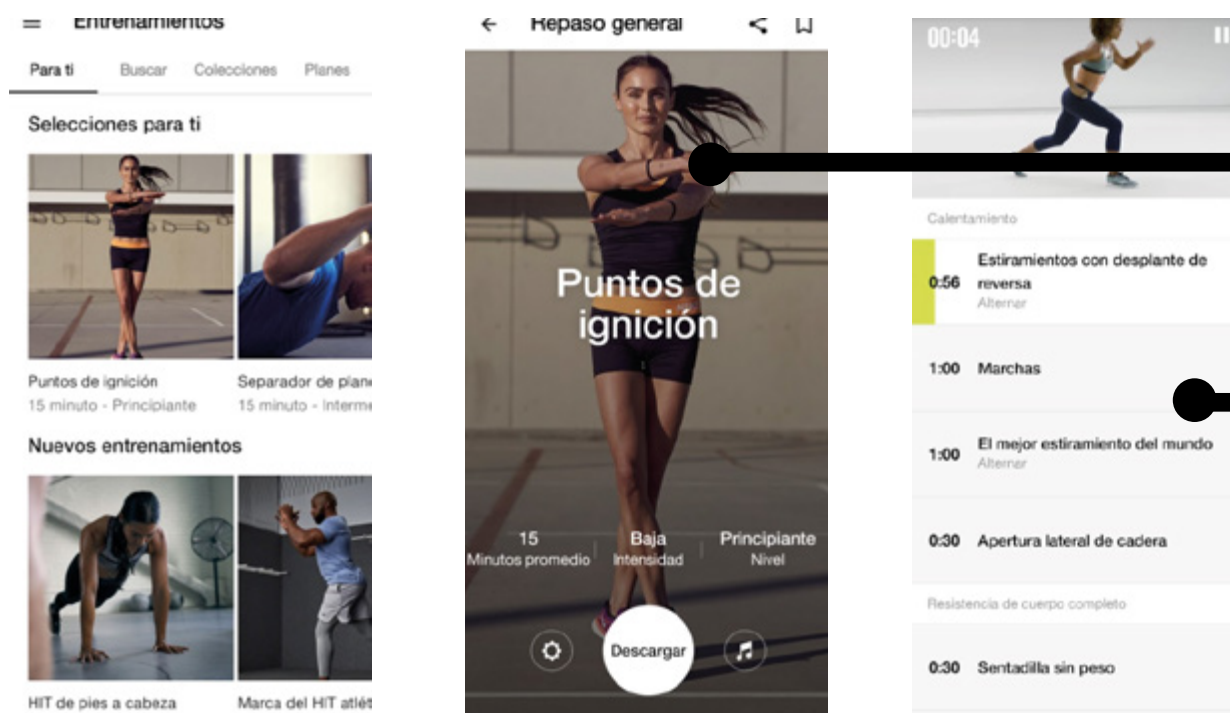 Entrenamientos
Para ti
Buscar
Colecciones
Planes
Selecciones para ti
Puntos de ignición
15 minuto - Principiante
Separador de plan
15 minuto - Interm
Nuevos entrenamientos
HIT de pies a cabeza
Marca del HIT atlét
Repaso general
Puntos de
ignición
15
Minutos promedio
Baja
Intensidad
Principiante
Nivel
Descargar
00:04
Calentamiento
0:56
Estiramientos con desplante de
reversa
Alternar
1:00 Marchas
1:00
El mejor estiramiento del mundo
Alternar
0:30 Apertura lateral de cadera
Resistencia de cuerpo completo
0:30 Sentadilla sin peso